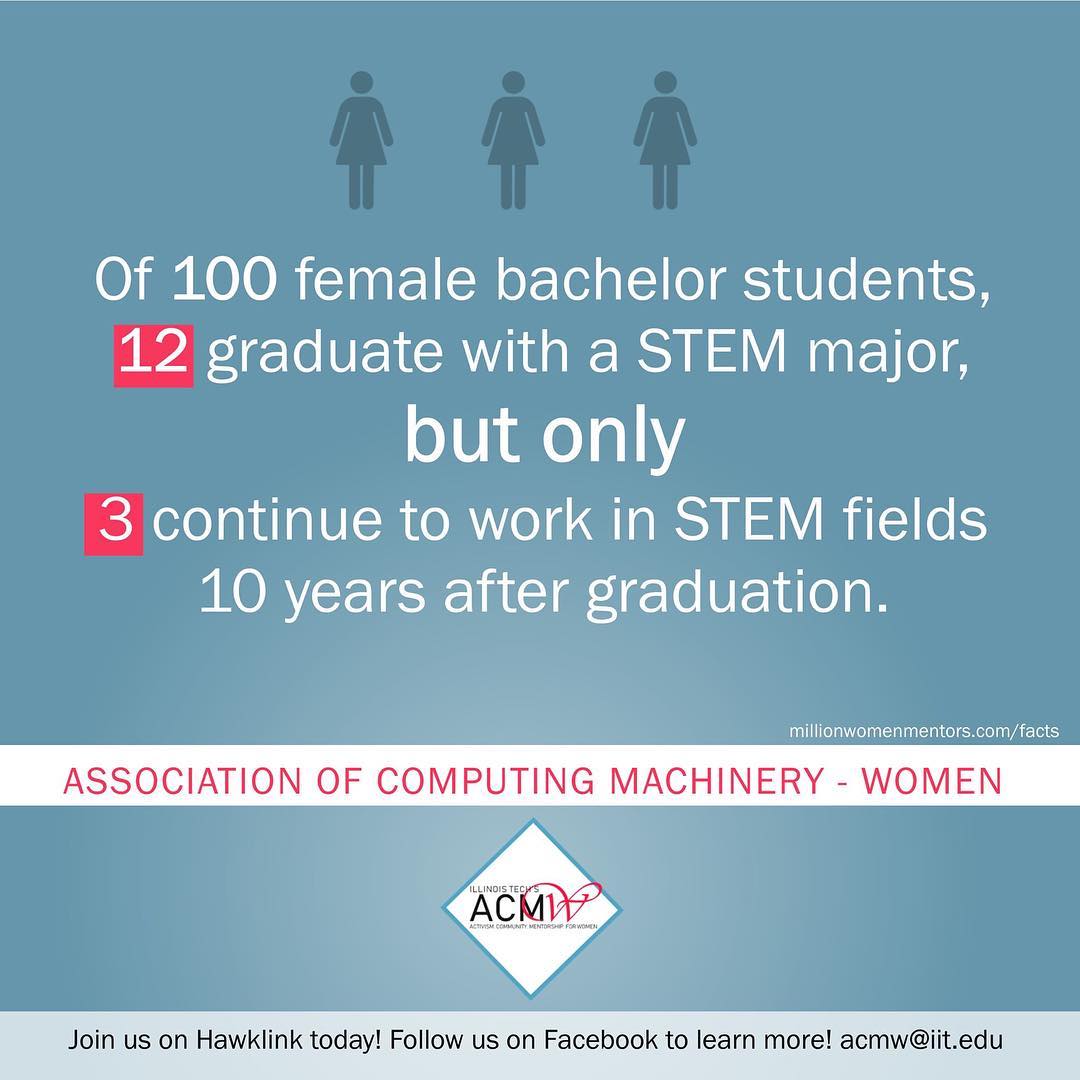 Of 100 female bachelor students,
12 graduate with a STEM major,
but only
3 continue to work in STEM fields
10 years after graduation.
millionwomenmentors.com/facts
ASSOCIATION OF COMPUTING MACHINERY - WOMEN
ILLINOIS TECH'S
ACMW
ACTIVISM. COMMUNITY. MENTORSHIP. FOR WOMEN
Join us on Hawklink today! Follow us on Facebook to learn more! acmw@iit.edu